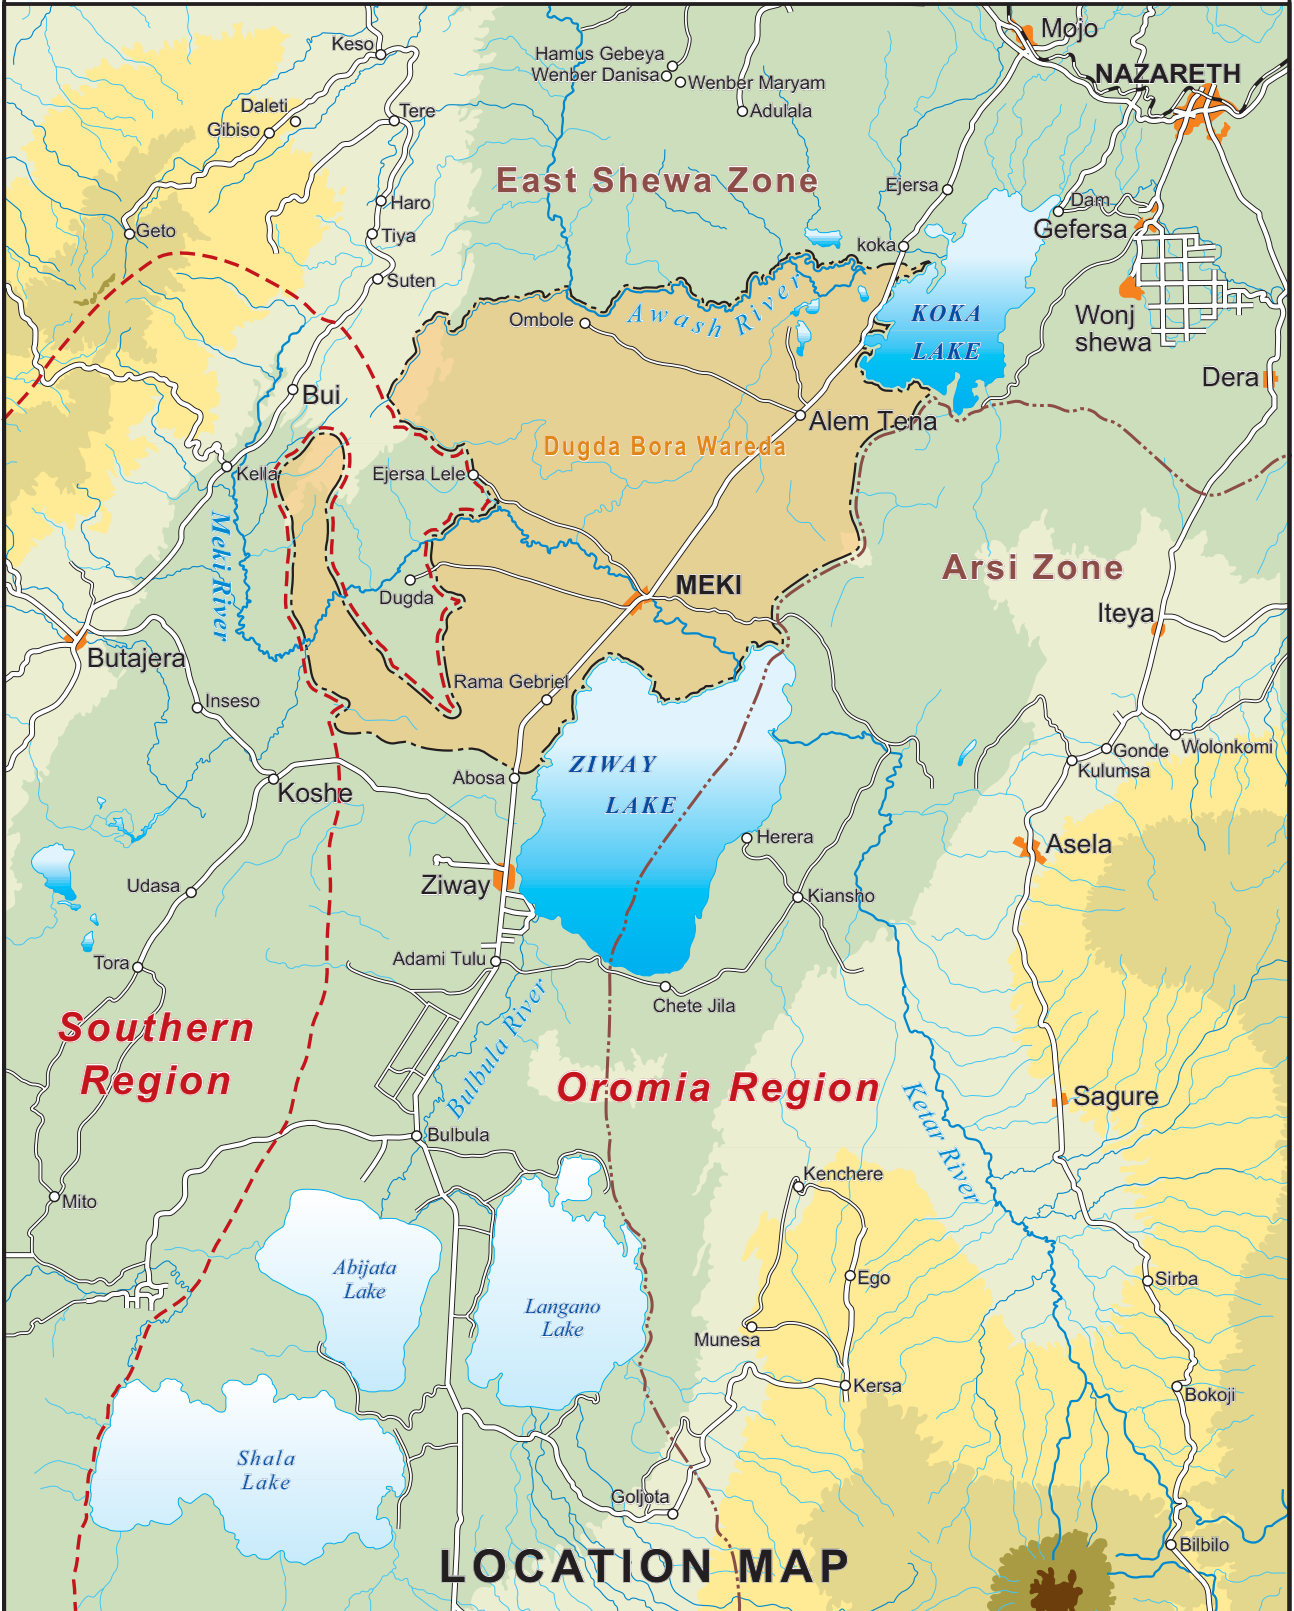 Mojo
Keso
Hamus Gebeya
Wenber Danisa
Wenber Maryam
NAZARETH
Daleti
Gibiso
Tere
Adulala
East Shewa Zone
Ejersa
Haro
Dam
Geto
Tiya
Gefersa
koka
Suten
Ombole
Awash River
KOKA
LAKE
Wonj
shewa
Dera
Bui
Alem Tena
Dugda Bora Wareda
Kella
Ejersa Lele
Meki River
Arsi Zone
MEKI
Dugda
Iteya
Butajera
Rama Gebriel
Inseso
Gonde
Wolonkomi
Kulumsa
ZIWAY
LAKE
Abosa
Koshe
Herera
Asela
Ziway
Udasa
Kiansho
Adami Tulu
Tora
Chete Jila
Southern
Region
Bulbula River
Oromia Region
Ketar River
Sagure
Bulbula
Kenchere
Mito
Abijata
Lake
Ego
Sirba
Langano
Lake
Munesa
Kersa
Bokoji
Shala
Lake
Goljota
Bilbilo
LOCATION MAP